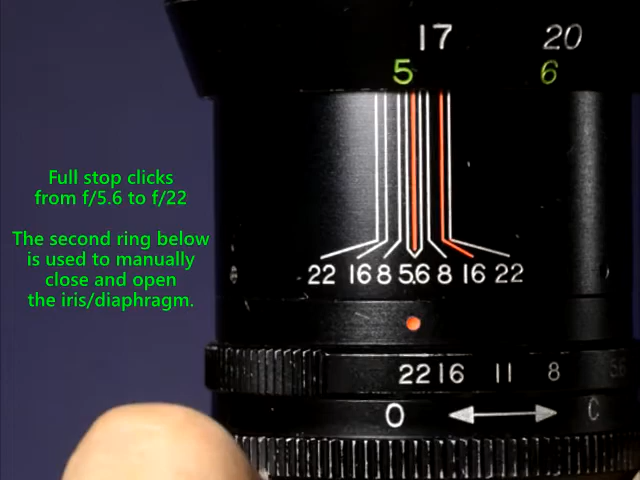 17 20
5 6
Full stop clicks
from f/5.6 to f/22
The second ring below
is used to manually
close and open
the iris/diaphragm.
22 16 8 5.6 8 16 22
22 16 11 8 5.6
O C